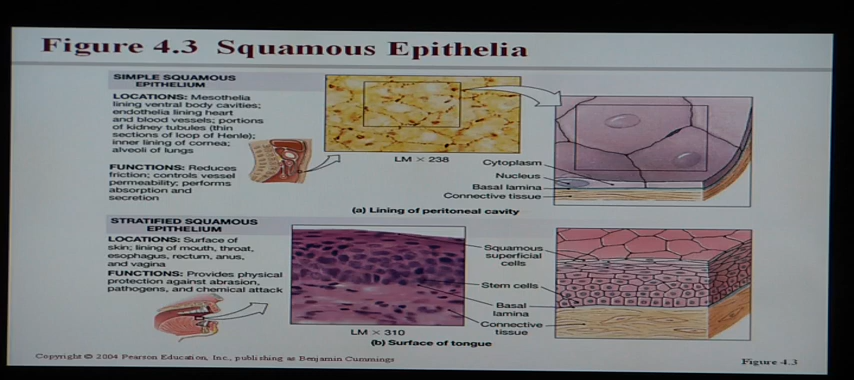 Figure 4.3 Squamous Epithelia
SIMPLE SQUAMOUS
EPITHELIUM
LOCATIONS: Mesothelia
lining ventral body cavities;
endothelia lining heart
and blood vessels; portions
of kidney tubules (thin
sections of loop of Henle);
inner lining of cornea;
alveoli of lungs
FUNCTIONS: Reduces
friction; controls vessel
permeability; performs
absorption and
secretion
LM × 238
Cytoplasm
Nucleus
Basal lamina
Connective tissue
(a) Lining of peritoneal cavity
STRATIFIED SQUAMOUS
EPITHELIUM
LOCATIONS: Surface of
skin; lining of mouth, throat,
esophagus, rectum, anus,
and vagina
FUNCTIONS: Provides physical
protection against abrasion,
pathogens, and chemical attack
LM × 310
Squamous
superficial
cells
Stem cells
Basal
lamina
Connective
tissue
(b) Surface of tongue
Copyright © 2004 Pearson Education, Inc., publishing as Benjamin Cummings
Figure 4.3